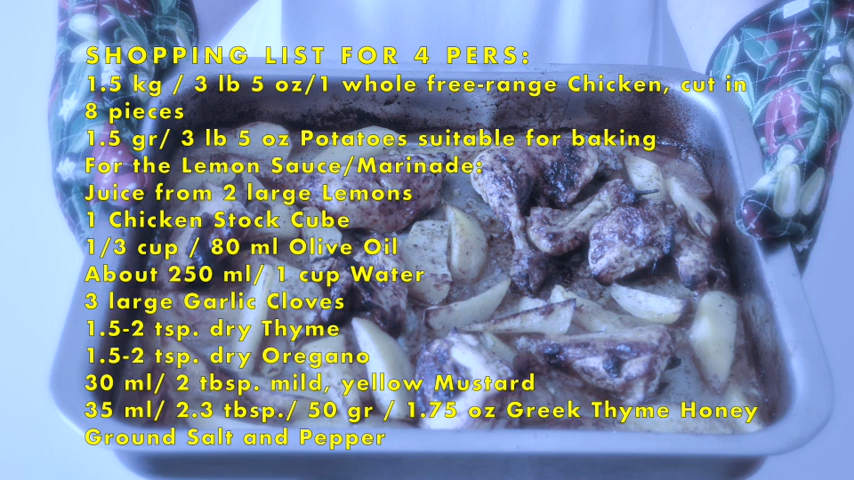 SHOPPING LIST FOR 4 PERS:
1.5 kg / 3 lb 5 oz/1 whole free-range Chicken, cut in
8 pieces
1.5 gr/ 3 lb 5 oz Potatoes suitable for baking
For the Lemon Sauce/Marinade:
Juice from 2 large Lemons
1 Chicken Stock Cube
1/3 cup / 80 ml Olive Oil
About 250 ml/ 1 cup Water
3 large Garlic Cloves
1.5-2 tsp. dry Thyme
1.5-2 tsp. dry Oregano
30 ml/ 2 tbsp. mild, yellow Mustard
35 ml/ 2.3 tbsp./ 50 gr / 1.75 oz Greek Thyme Honey
Ground Salt and Pepper